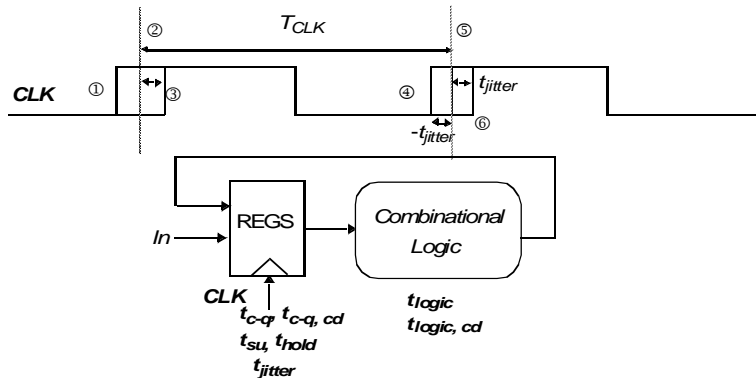 ② T_CLK ⑤
CLK ① ③ ④ t_jitter
-t_jitter ⑥
REGS
Combinational
Logic
In
CLK
t_c-q, t_c-q, cd
t_su, t_hold
t_jitter
t_logic
t_logic, cd